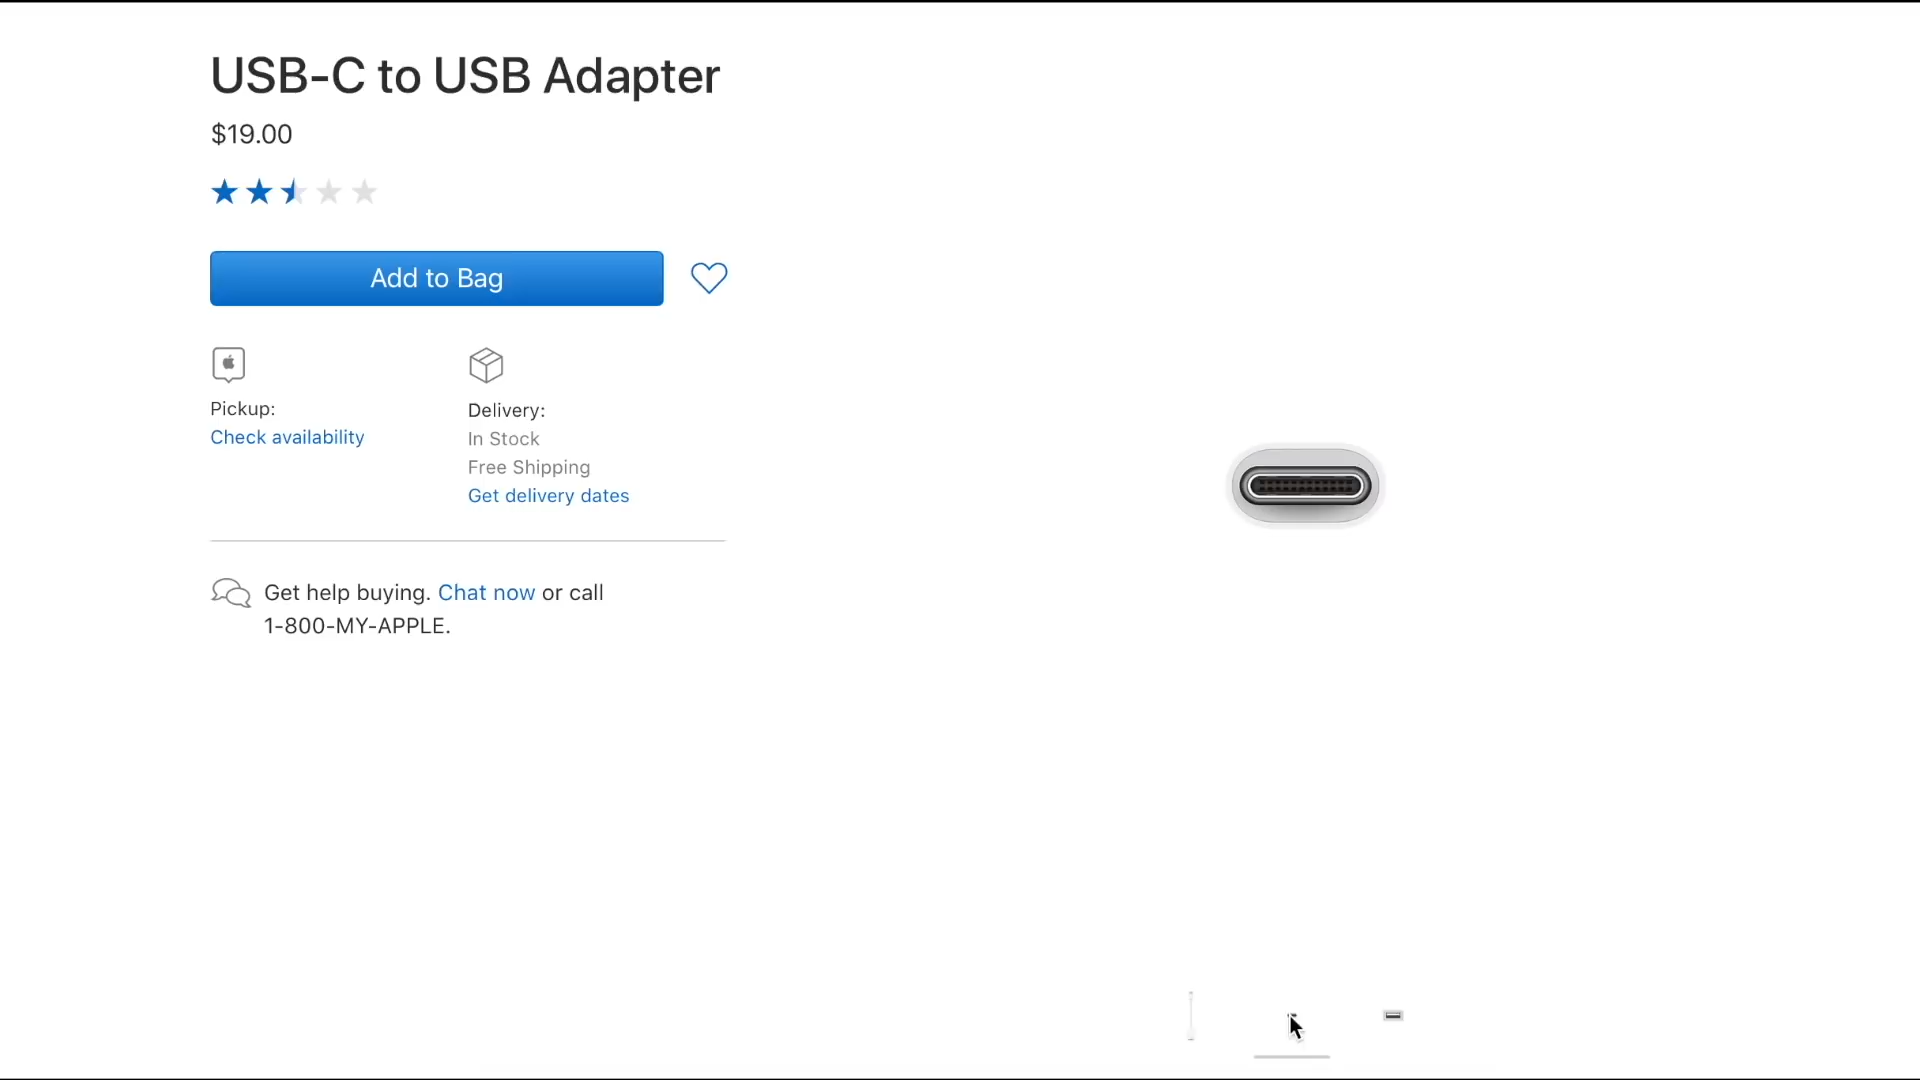 USB-C to USB Adapter
$19.00
Add to Bag
Pickup:
Check availability
Delivery:
In Stock
Free Shipping
Get delivery dates
Get help buying. Chat now or call
1-800-MY-APPLE.